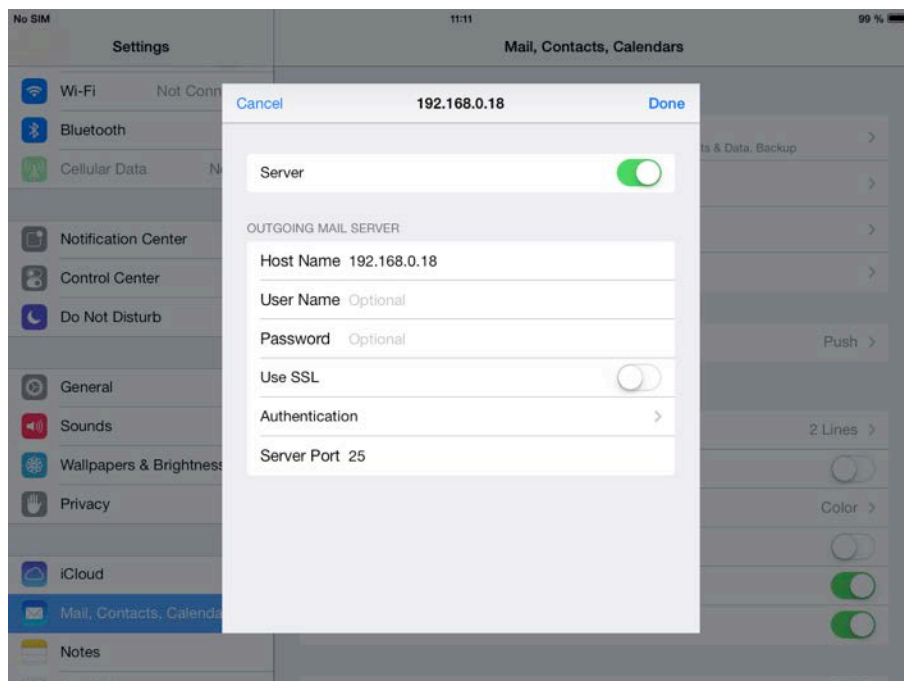 No SIM 11:11 99 %
Settings Mail, Contacts, Calendars
Wi-Fi Not Conn
Cancel 192.168.0.18 Done
Bluetooth
ts & Data, Backup
Cellular Data N
Server
OUTGOING MAIL SERVER
Notification Center
Host Name 192.168.0.18
Control Center
User Name Optional
Do Not Disturb
Password Optional
Push
Use SSL
General
Authentication
Sounds
2 Lines
Server Port 25
Wallpapers & Brightness
Privacy
Color
iCloud
Mail, Contacts, Calenda
Notes